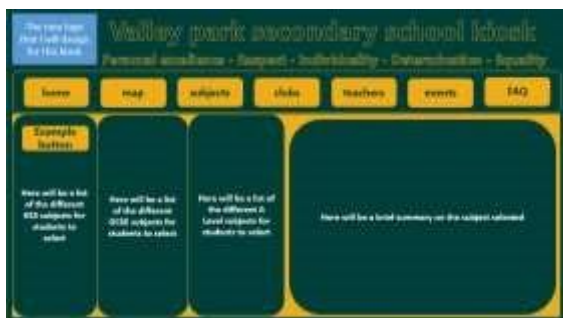 The new logo
that I will design
for the kiosk
Valley park secondary school kiosk
Personal excellence - Respect - Individuality - Determination - Equality
home
map
subjects
clubs
teachers
events
FAQ
Example
button
Here will be a list
of the different
KS3 subjects for
students to
select
Here will be a list
of the different
GCSE subjects for
students to select
Here will be a list of
the different A
Level subjects for
students to select
Here will be a brief summary on the subject selected